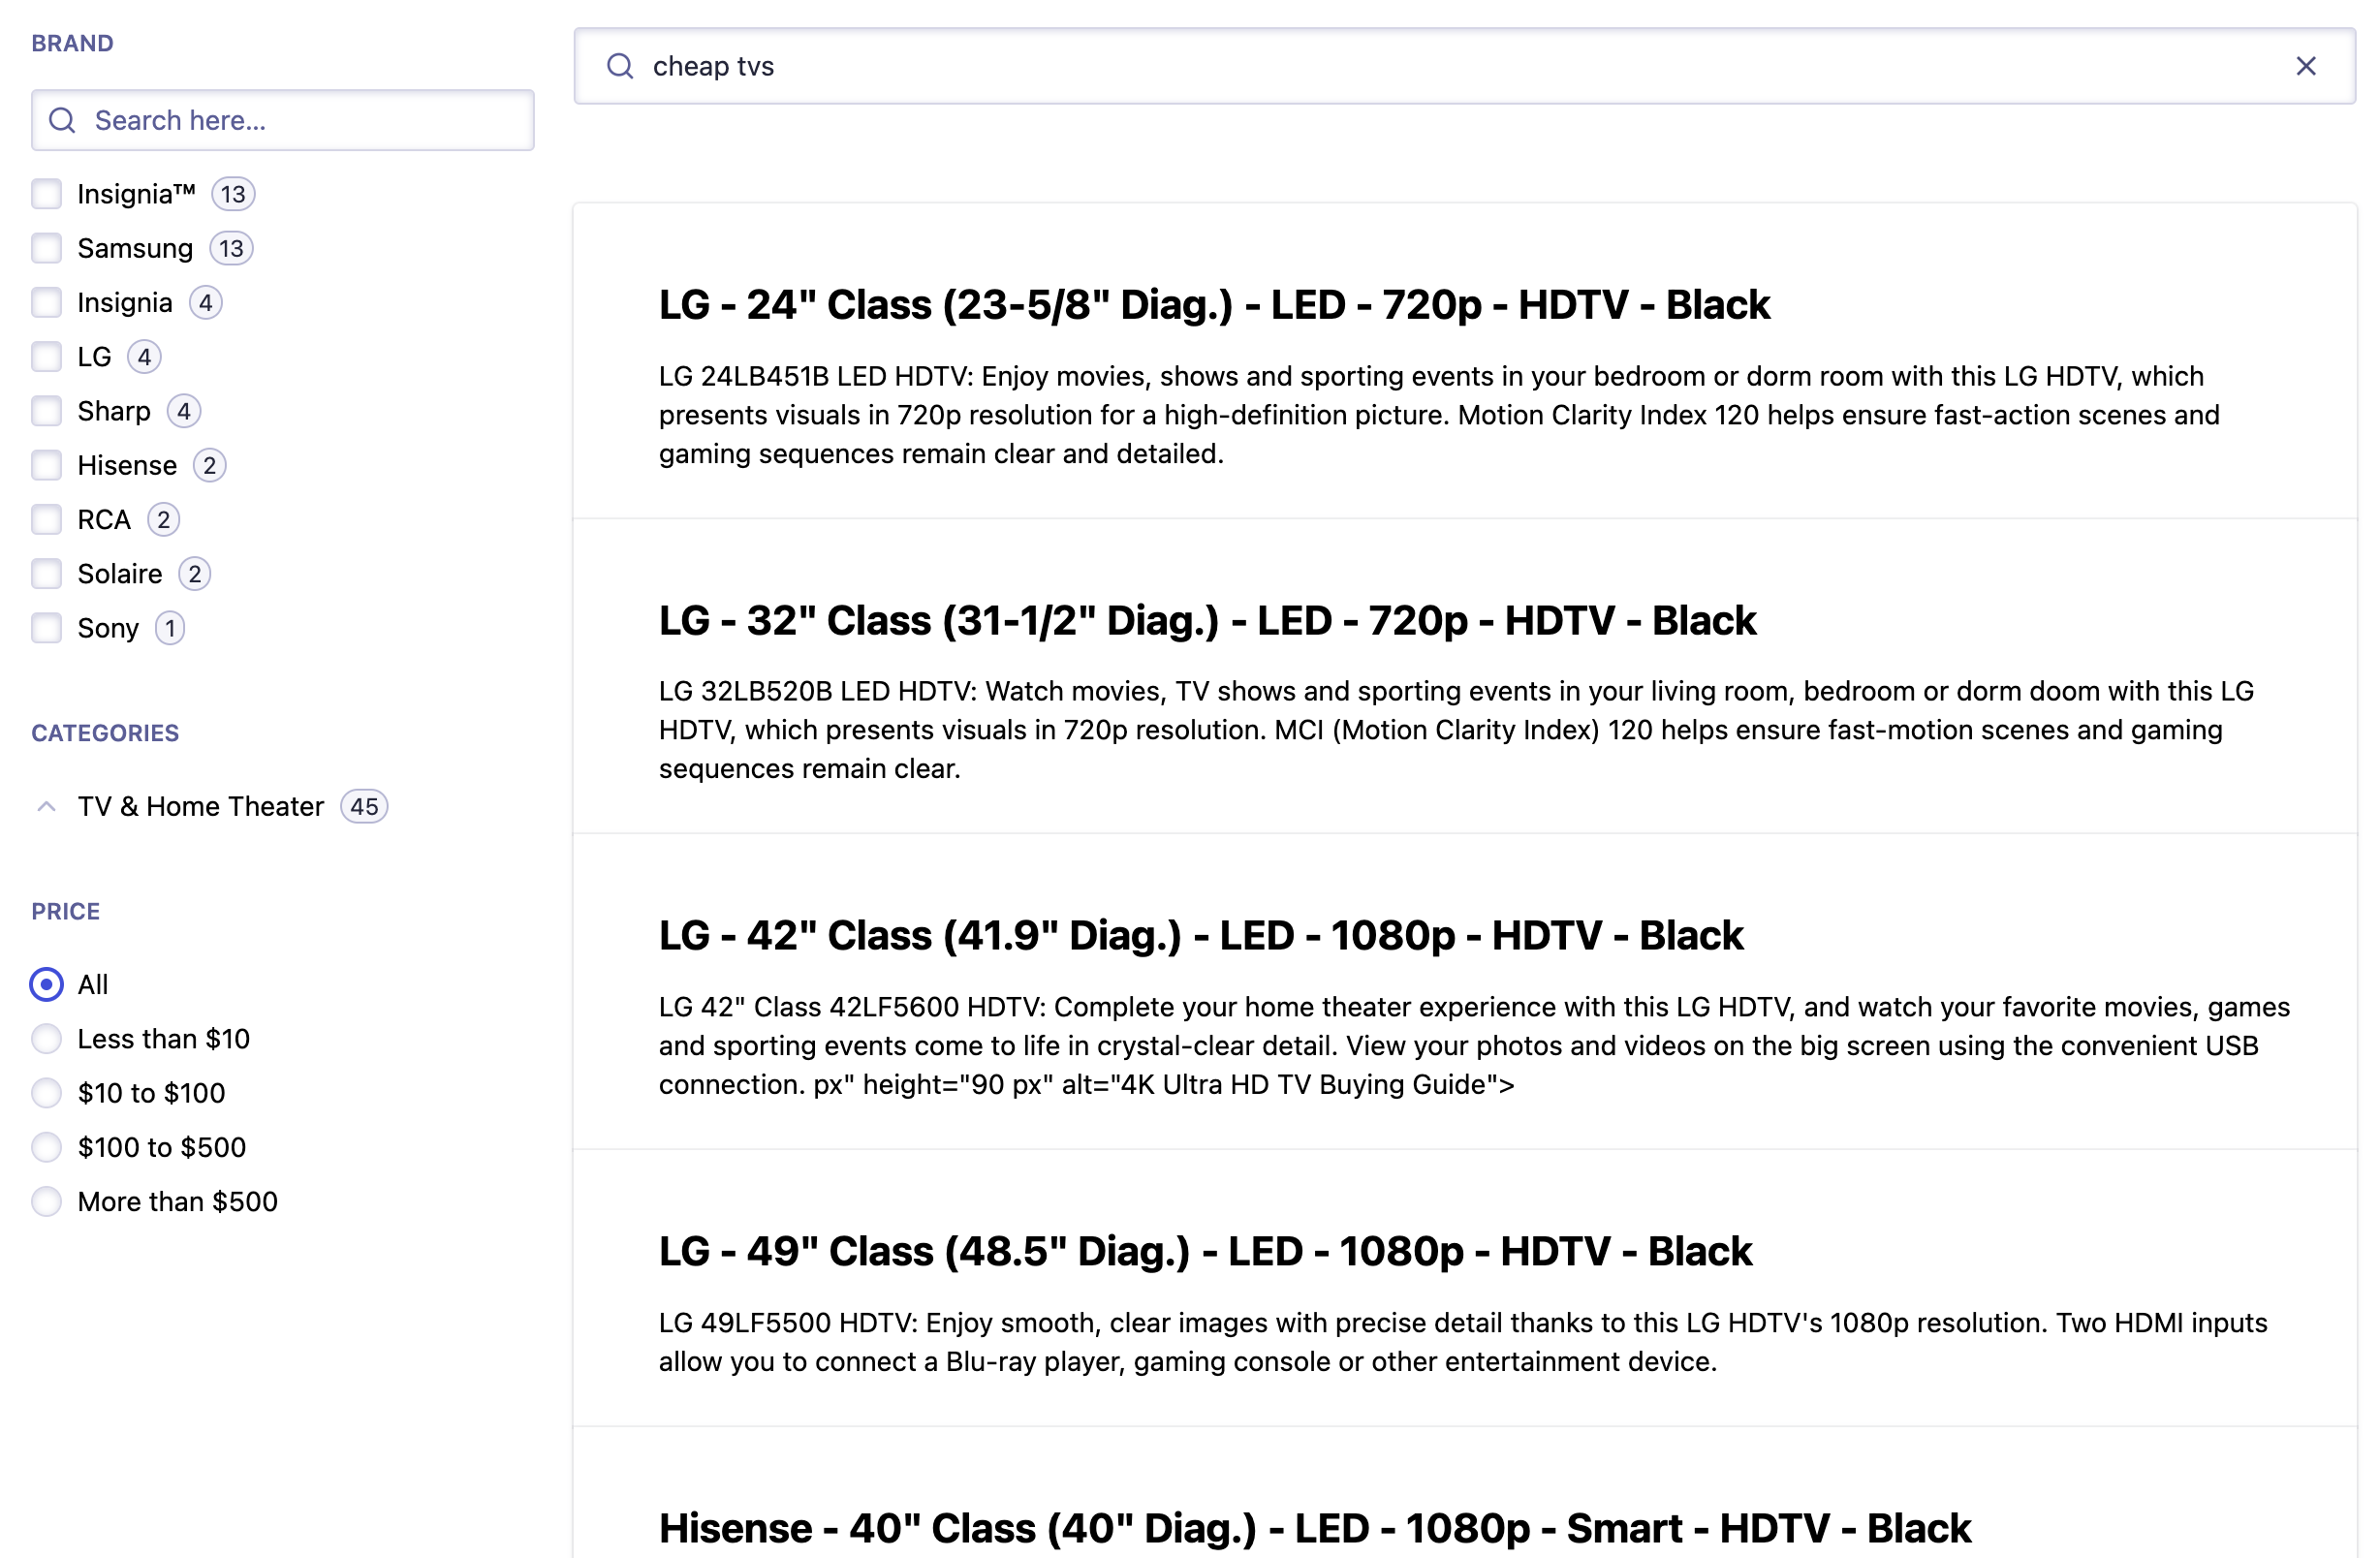 BRAND
Search here...
Insignia™ 13
Samsung 13
Insignia 4
LG 4
Sharp 4
Hisense 2
RCA 2
Solaire 2
Sony 1
CATEGORIES
TV & Home Theater 45
PRICE
All
Less than $10
$10 to $100
$100 to $500
More than $500
cheap tvs
LG - 24" Class (23-5/8" Diag.) - LED - 720p - HDTV - Black
LG 24LB451B LED HDTV: Enjoy movies, shows and sporting events in your bedroom or dorm room with this LG HDTV, which
presents visuals in 720p resolution for a high-definition picture. Motion Clarity Index 120 helps ensure fast-action scenes and
gaming sequences remain clear and detailed.
LG - 32" Class (31-1/2" Diag.) - LED - 720p - HDTV - Black
LG 32LB520B LED HDTV: Watch movies, TV shows and sporting events in your living room, bedroom or dorm doom with this LG
HDTV, which presents visuals in 720p resolution. MCI (Motion Clarity Index) 120 helps ensure fast-motion scenes and gaming
sequences remain clear.
LG - 42" Class (41.9" Diag.) - LED - 1080p - HDTV - Black
LG 42" Class 42LF5600 HDTV: Complete your home theater experience with this LG HDTV, and watch your favorite movies, games
and sporting events come to life in crystal-clear detail. View your photos and videos on the big screen using the convenient USB
connection. px" height="90 px" alt="4K Ultra HD TV Buying Guide">
LG - 49" Class (48.5" Diag.) - LED - 1080p - HDTV - Black
LG 49LF5500 HDTV: Enjoy smooth, clear images with precise detail thanks to this LG HDTV's 1080p resolution. Two HDMI inputs
allow you to connect a Blu-ray player, gaming console or other entertainment device.
Hisense - 40" Class (40" Diag.) - LED - 1080p - Smart - HDTV - Black